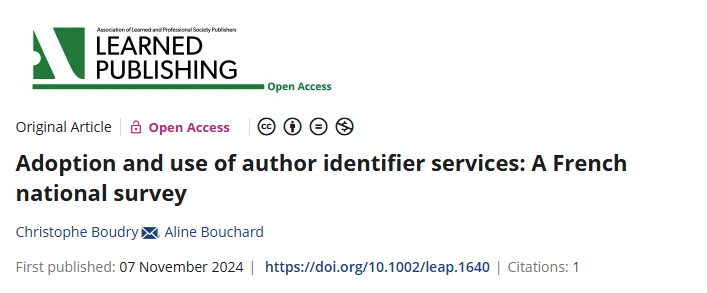 Association of Learned and Professional Society Publishers
LEARNED
PUBLISHING
Open Access
Original Article | Open Access | cc
Adoption and use of author identifier services: A French
national survey
Christophe Boudry, Aline Bouchard
First published: 07 November 2024 | https://doi.org/10.1002/leap.1640 | Citations: 1